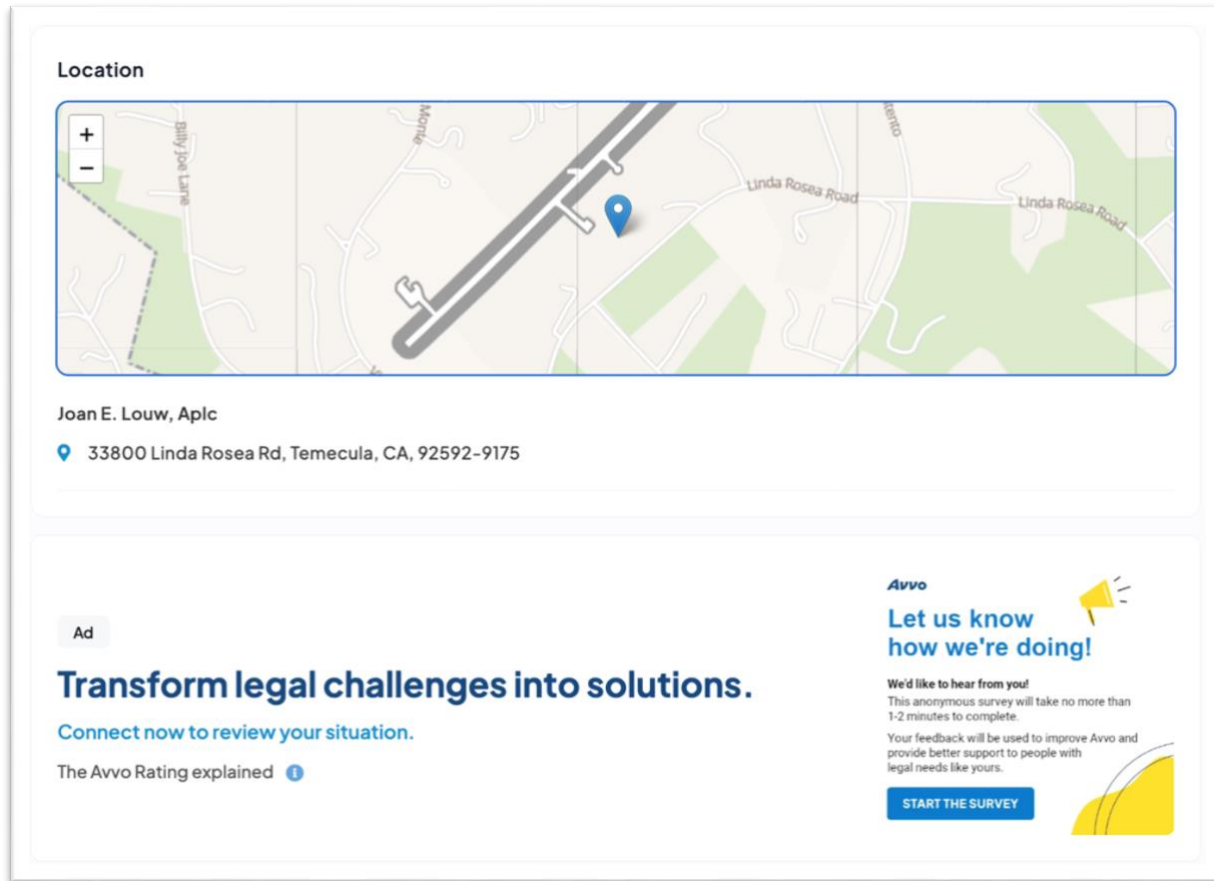 Location
+
−
Billy Joe Lane
Monte
Linda Rosea Road
Linda Rosea Road
Joan E. Louw, Aplc
33800 Linda Rosea Rd, Temecula, CA, 92592-9175
Ad
Transform legal challenges into solutions.
Connect now to review your situation.
The Avvo Rating explained i
Avvo
Let us know
how we're doing!
We'd like to hear from you!
This anonymous survey will take no more than
1-2 minutes to complete.
Your feedback will be used to improve Avvo and
provide better support to people with
legal needs like yours.
START THE SURVEY